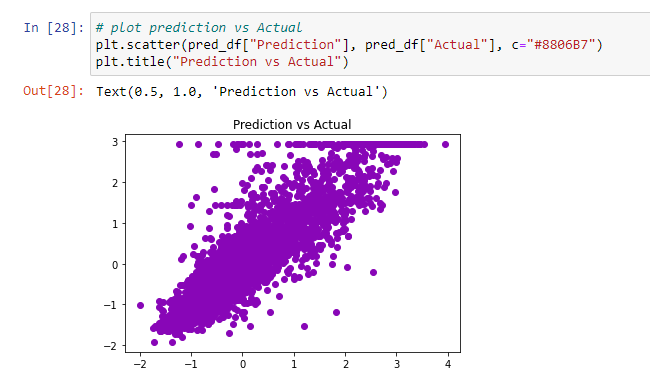 In [28]: # plot prediction vs Actual
plt.scatter(pred_df["Prediction"], pred_df["Actual"], c="#8806B7")
plt.title("Prediction vs Actual")
Out[28]: Text(0.5, 1.0, 'Prediction vs Actual')
Prediction vs Actual
3
2
1
0
−1
−2
−2 −1 0 1 2 3 4